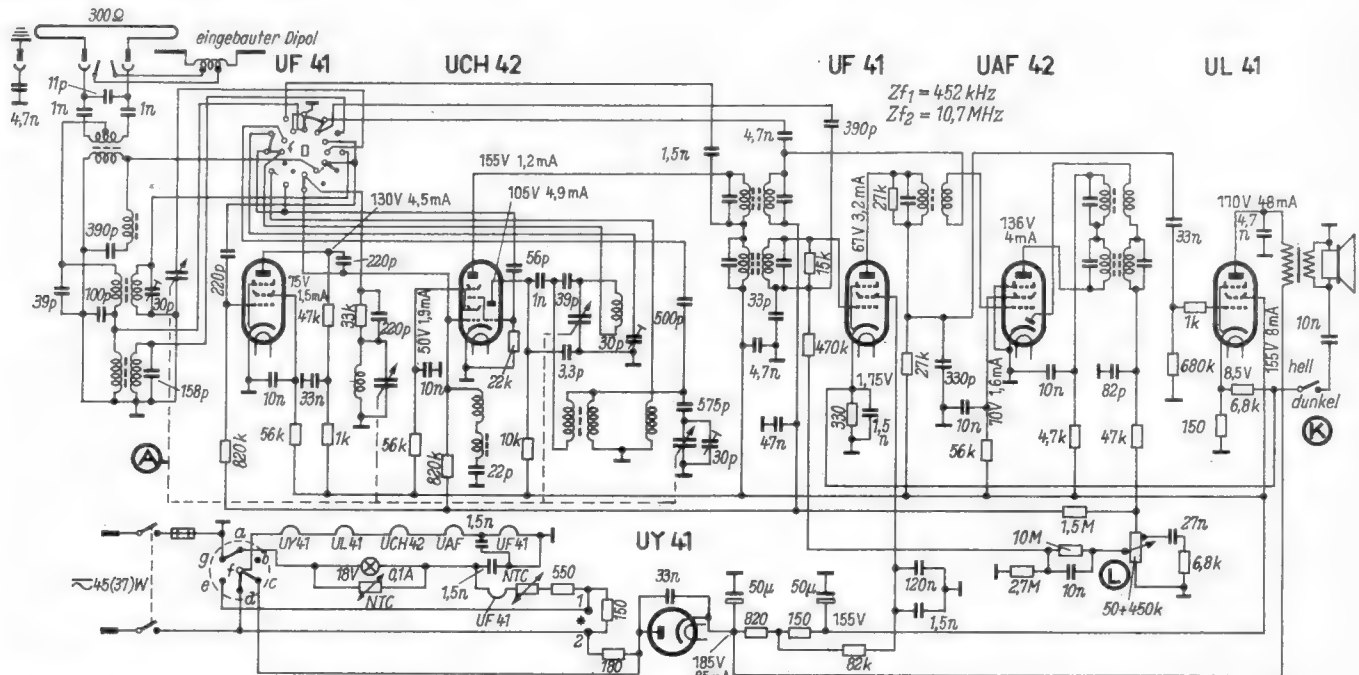 300Ω
eingebauter Dipol
UF 41
UCH 42
UF 41
UAF 42
UL 41
Zf₁ = 452 kHz
Zf₂ = 10,7 MHz
11p
1n
1n
4,7n
390p
39p
100p
30p
158p
220p
130V 4,5mA
75V
1,5mA
47k
220p
33k
220p
10n
33n
56k
1k
820k
A
155V 1,2mA
105V 4,9mA
56p
1n
39p
50V 1,9mA
10n
22k
3,3p
30p
500p
56k
820k
22p
10k
575p
30p
1,5n
4,7n
390p
15k
33p
4,7n
470k
47n
67V 3,2mA
27k
1,75V
330
1,5n
27k
330p
10n
70V 1,6mA
56k
136V
4mA
10n
82p
4,7k
47k
33n
1k
680k
170V 48mA
4,7n
155V 8mA
8,5V
6,8k
150
10n
hell
dunkel
K
1,5M
10M
2,7M
10n
L
50+450k
27n
6,8k
≂45(37)W
a
b
c
d
e
f
g
UY41
UL41
UCH42
UAF
UF41
1,5n
18V
0,1A
NTC
1,5n
NTC
550
UF 41
1
*
2
150
180
UY 41
33n
50µ
50µ
820
150
155V
185V
82k
120n
1,5n